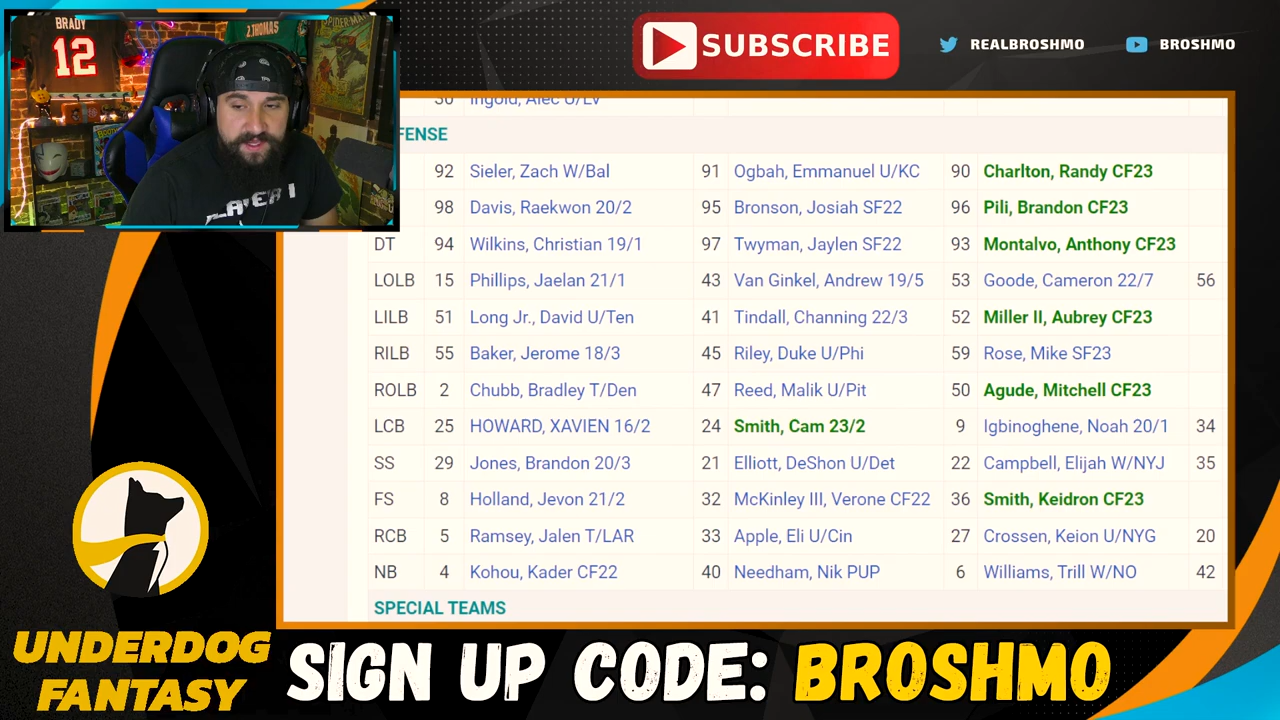 BRADY
12
Z.THOMAS
SPIDER-MAN
PLAYER 1
SUBSCRIBE
REALBROSHMO
BROSHMO
30 Ingold, Alec U/LV
FENSE
92 Sieler, Zach W/Bal 91 Ogbah, Emmanuel U/KC 90 Charlton, Randy CF23
98 Davis, Raekwon 20/2 95 Bronson, Josiah SF22 96 Pili, Brandon CF23
DT 94 Wilkins, Christian 19/1 97 Twyman, Jaylen SF22 93 Montalvo, Anthony CF23
LOLB 15 Phillips, Jaelan 21/1 43 Van Ginkel, Andrew 19/5 53 Goode, Cameron 22/7 56
LILB 51 Long Jr., David U/Ten 41 Tindall, Channing 22/3 52 Miller II, Aubrey CF23
RILB 55 Baker, Jerome 18/3 45 Riley, Duke U/Phi 59 Rose, Mike SF23
ROLB 2 Chubb, Bradley T/Den 47 Reed, Malik U/Pit 50 Agude, Mitchell CF23
LCB 25 HOWARD, XAVIEN 16/2 24 Smith, Cam 23/2 9 Igbinoghene, Noah 20/1 34
SS 29 Jones, Brandon 20/3 21 Elliott, DeShon U/Det 22 Campbell, Elijah W/NYJ 35
FS 8 Holland, Jevon 21/2 32 McKinley III, Verone CF22 36 Smith, Keidron CF23
RCB 5 Ramsey, Jalen T/LAR 33 Apple, Eli U/Cin 27 Crossen, Keion U/NYG 20
NB 4 Kohou, Kader CF22 40 Needham, Nik PUP 6 Williams, Trill W/NO 42
SPECIAL TEAMS
UNDERDOG
FANTASY
SIGN UP CODE: BROSHMO